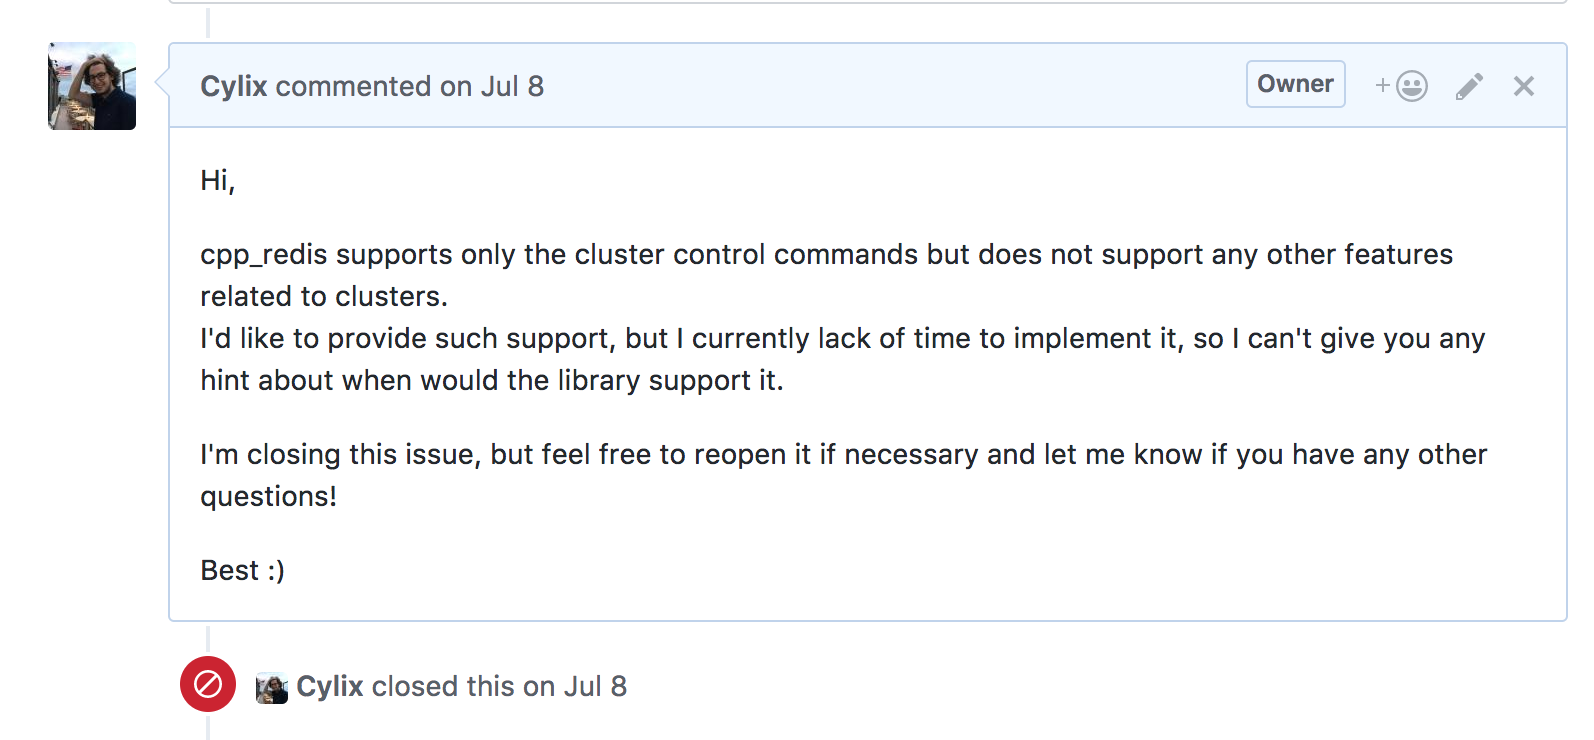 Cylix commented on Jul 8
Owner
Hi,
cpp_redis supports only the cluster control commands but does not support any other features
related to clusters.
I'd like to provide such support, but I currently lack of time to implement it, so I can't give you any
hint about when would the library support it.
I'm closing this issue, but feel free to reopen it if necessary and let me know if you have any other
questions!
Best :)
Cylix closed this on Jul 8